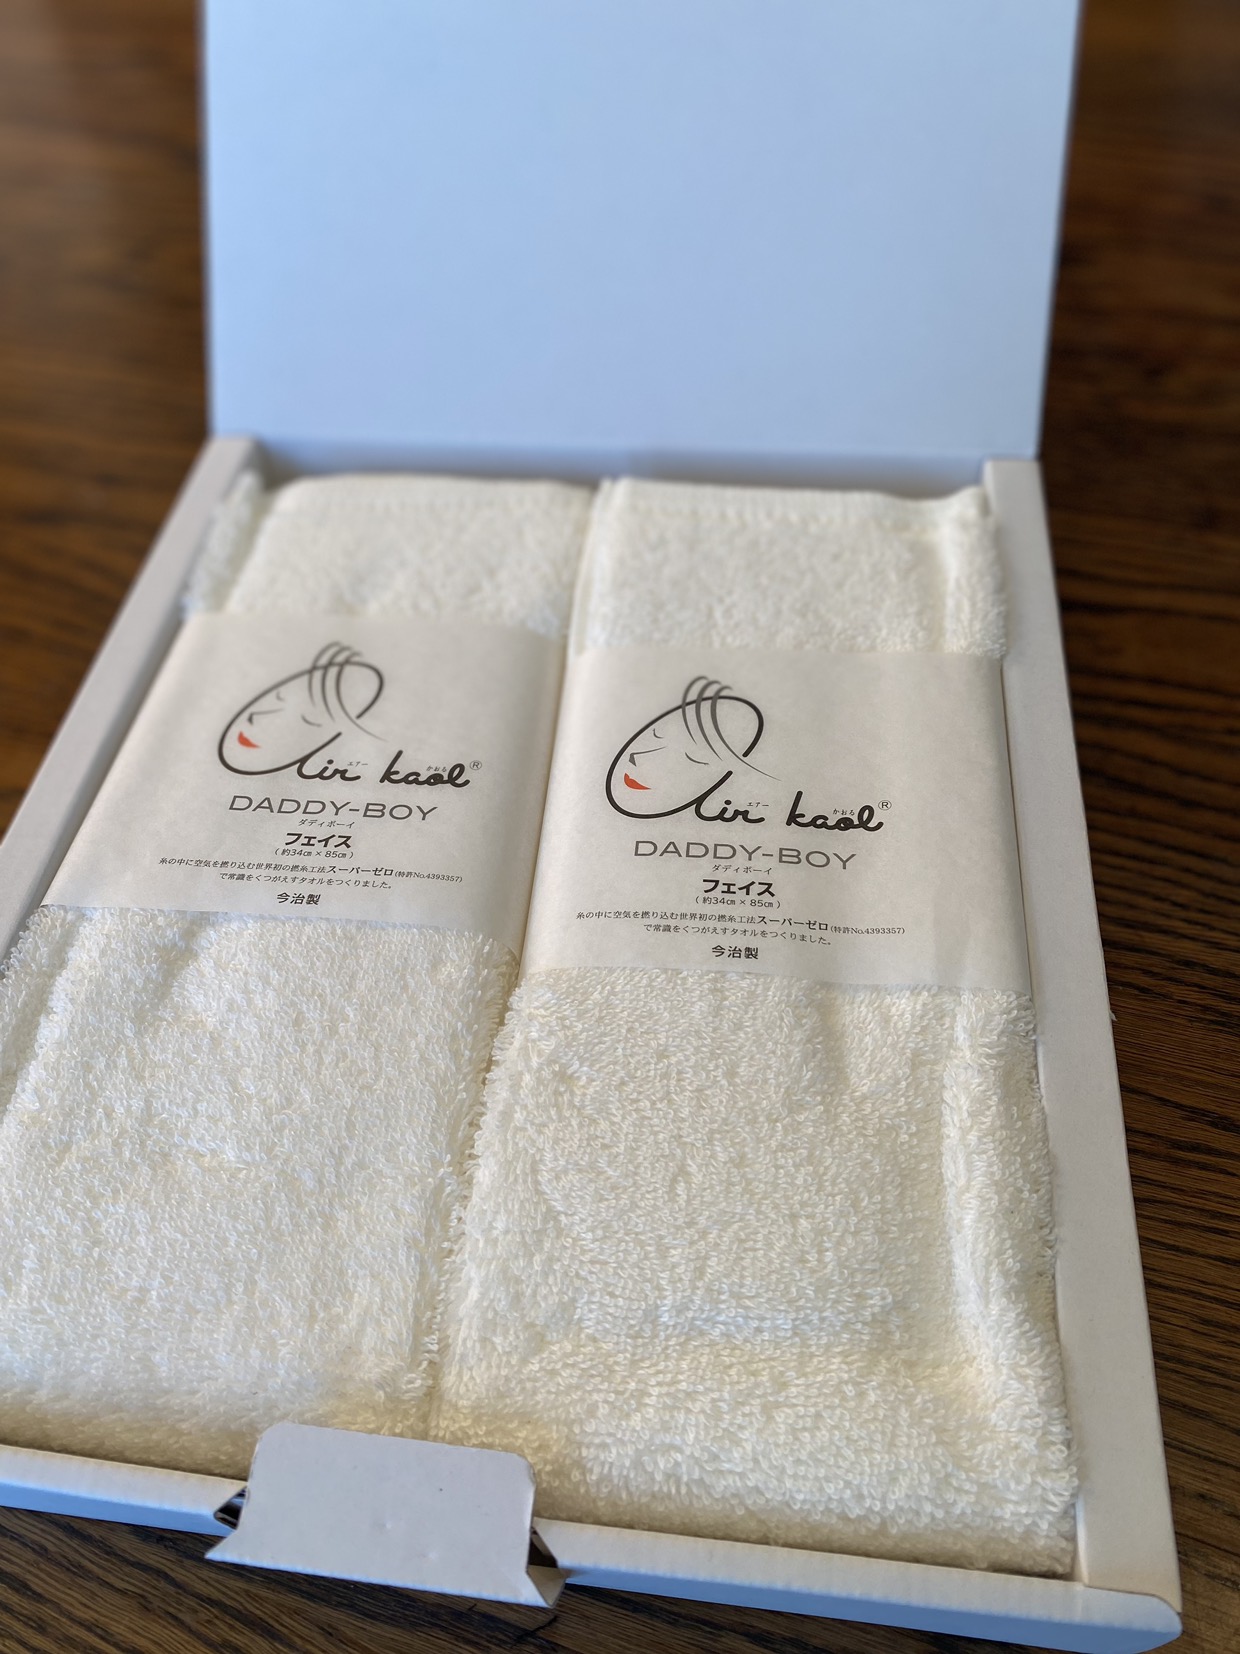 エアー かおる
Air kaol®
DADDY-BOY
ダディボーイ
フェイス
(約34㎝×85㎝)
糸の中に空気を撚り込む世界初の撚糸工法スーパーゼロ(特許No.4393357)
で常識をくつがえすタオルをつくりました。
今治製
エアー かおる
Air kaol®
DADDY-BOY
ダディボーイ
フェイス
(約34㎝×85㎝)
糸の中に空気を撚り込む世界初の撚糸工法スーパーゼロ(特許No.4393357)
で常識をくつがえすタオルをつくりました。
今治製